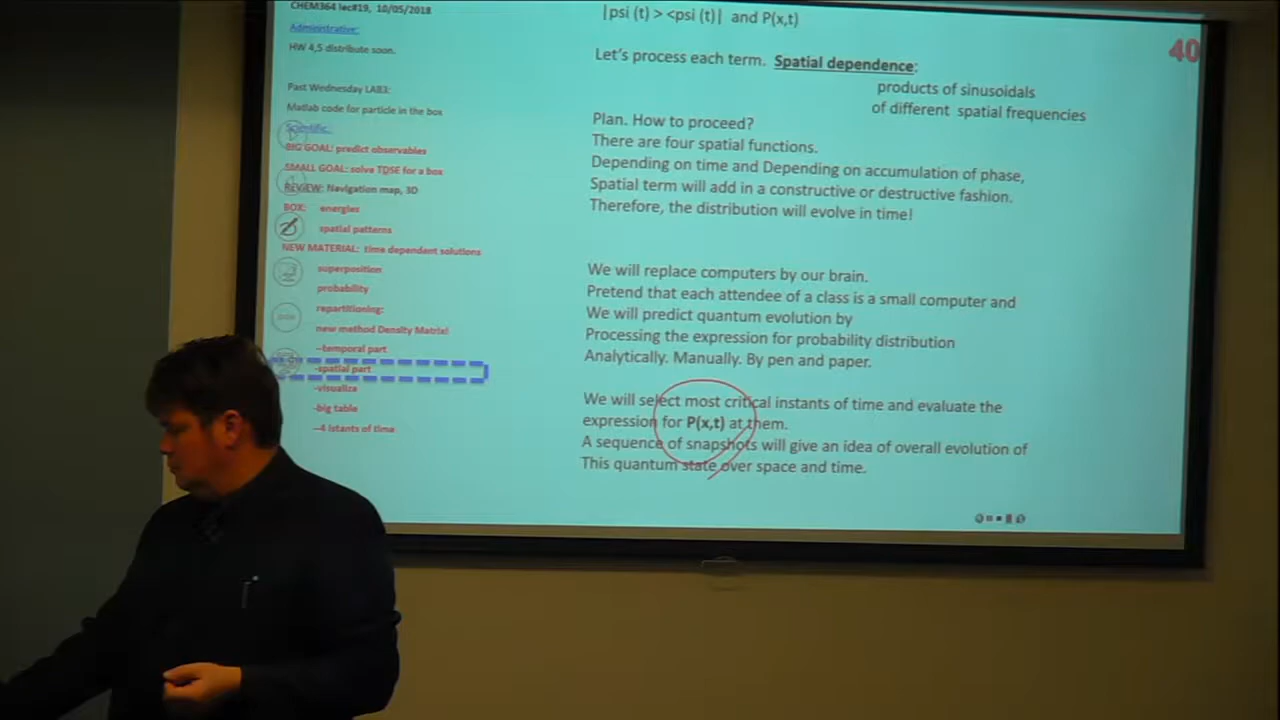 CHEM364 lec#19, 10/05/2018
Administrative:
HW 4,5 distribute soon.
Past Wednesday LAB3:
Matlab code for particle in the box
Scientific:
BIG GOAL: predict observables
SMALL GOAL: solve TDSE for a box
REVIEW: Navigation map, 3D
BOX: energies
spatial patterns
NEW MATERIAL: time dependent solutions
superposition
probability
repartitioning:
new method Density Matrix!
--temporal part
-spatial part
-visualize
-big table
--4 istants of time
|psi (t) > <psi (t)| and P(x,t)
40
Let's process each term. Spatial dependence:
products of sinusoidals
of different spatial frequencies
Plan. How to proceed?
There are four spatial functions.
Depending on time and Depending on accumulation of phase,
Spatial term will add in a constructive or destructive fashion.
Therefore, the distribution will evolve in time!
We will replace computers by our brain.
Pretend that each attendee of a class is a small computer and
We will predict quantum evolution by
Processing the expression for probability distribution
Analytically. Manually. By pen and paper.
We will select most critical instants of time and evaluate the
expression for P(x,t) at them.
A sequence of snapshots will give an idea of overall evolution of
This quantum state over space and time.